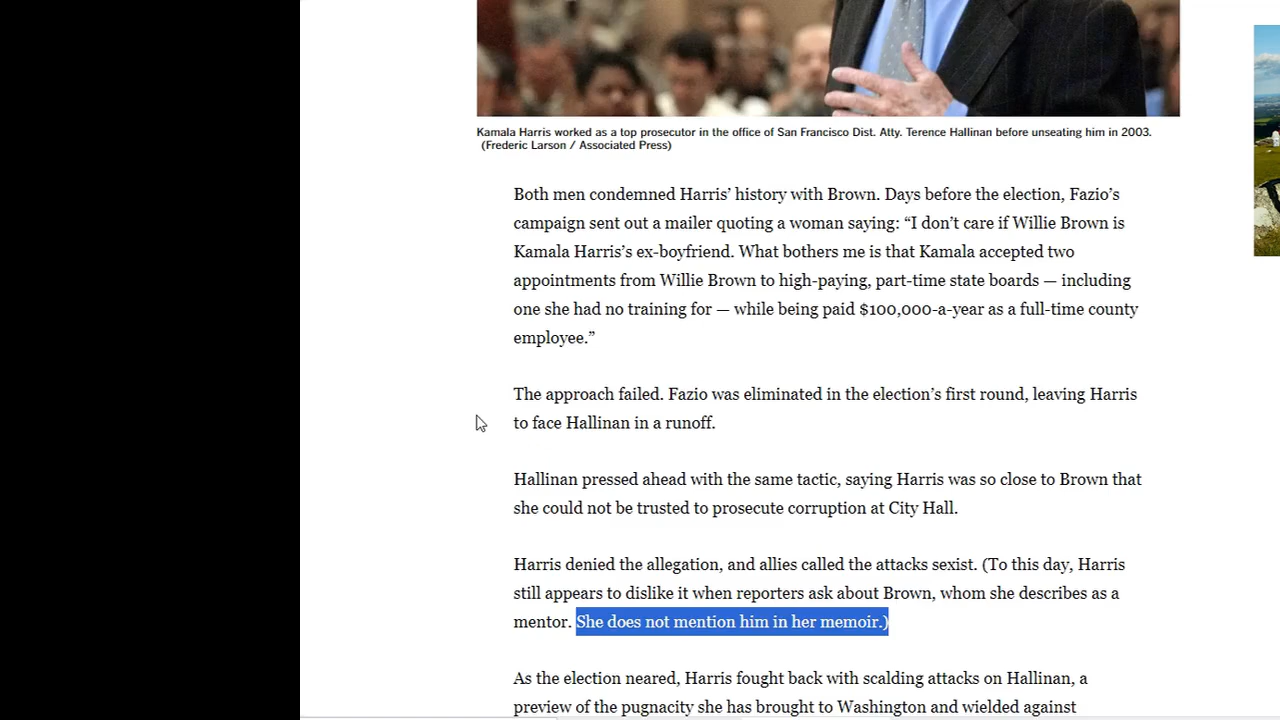 Kamala Harris worked as a top prosecutor in the office of San Francisco Dist. Atty. Terence Hallinan before unseating him in 2003.
(Frederic Larson / Associated Press)
Both men condemned Harris’ history with Brown. Days before the election, Fazio’s
campaign sent out a mailer quoting a woman saying: “I don’t care if Willie Brown is
Kamala Harris’s ex-boyfriend. What bothers me is that Kamala accepted two
appointments from Willie Brown to high-paying, part-time state boards — including
one she had no training for — while being paid $100,000-a-year as a full-time county
employee.”
The approach failed. Fazio was eliminated in the election’s first round, leaving Harris
to face Hallinan in a runoff.
Hallinan pressed ahead with the same tactic, saying Harris was so close to Brown that
she could not be trusted to prosecute corruption at City Hall.
Harris denied the allegation, and allies called the attacks sexist. (To this day, Harris
still appears to dislike it when reporters ask about Brown, whom she describes as a
mentor. She does not mention him in her memoir.)
As the election neared, Harris fought back with scalding attacks on Hallinan, a
preview of the pugnacity she has brought to Washington and wielded against